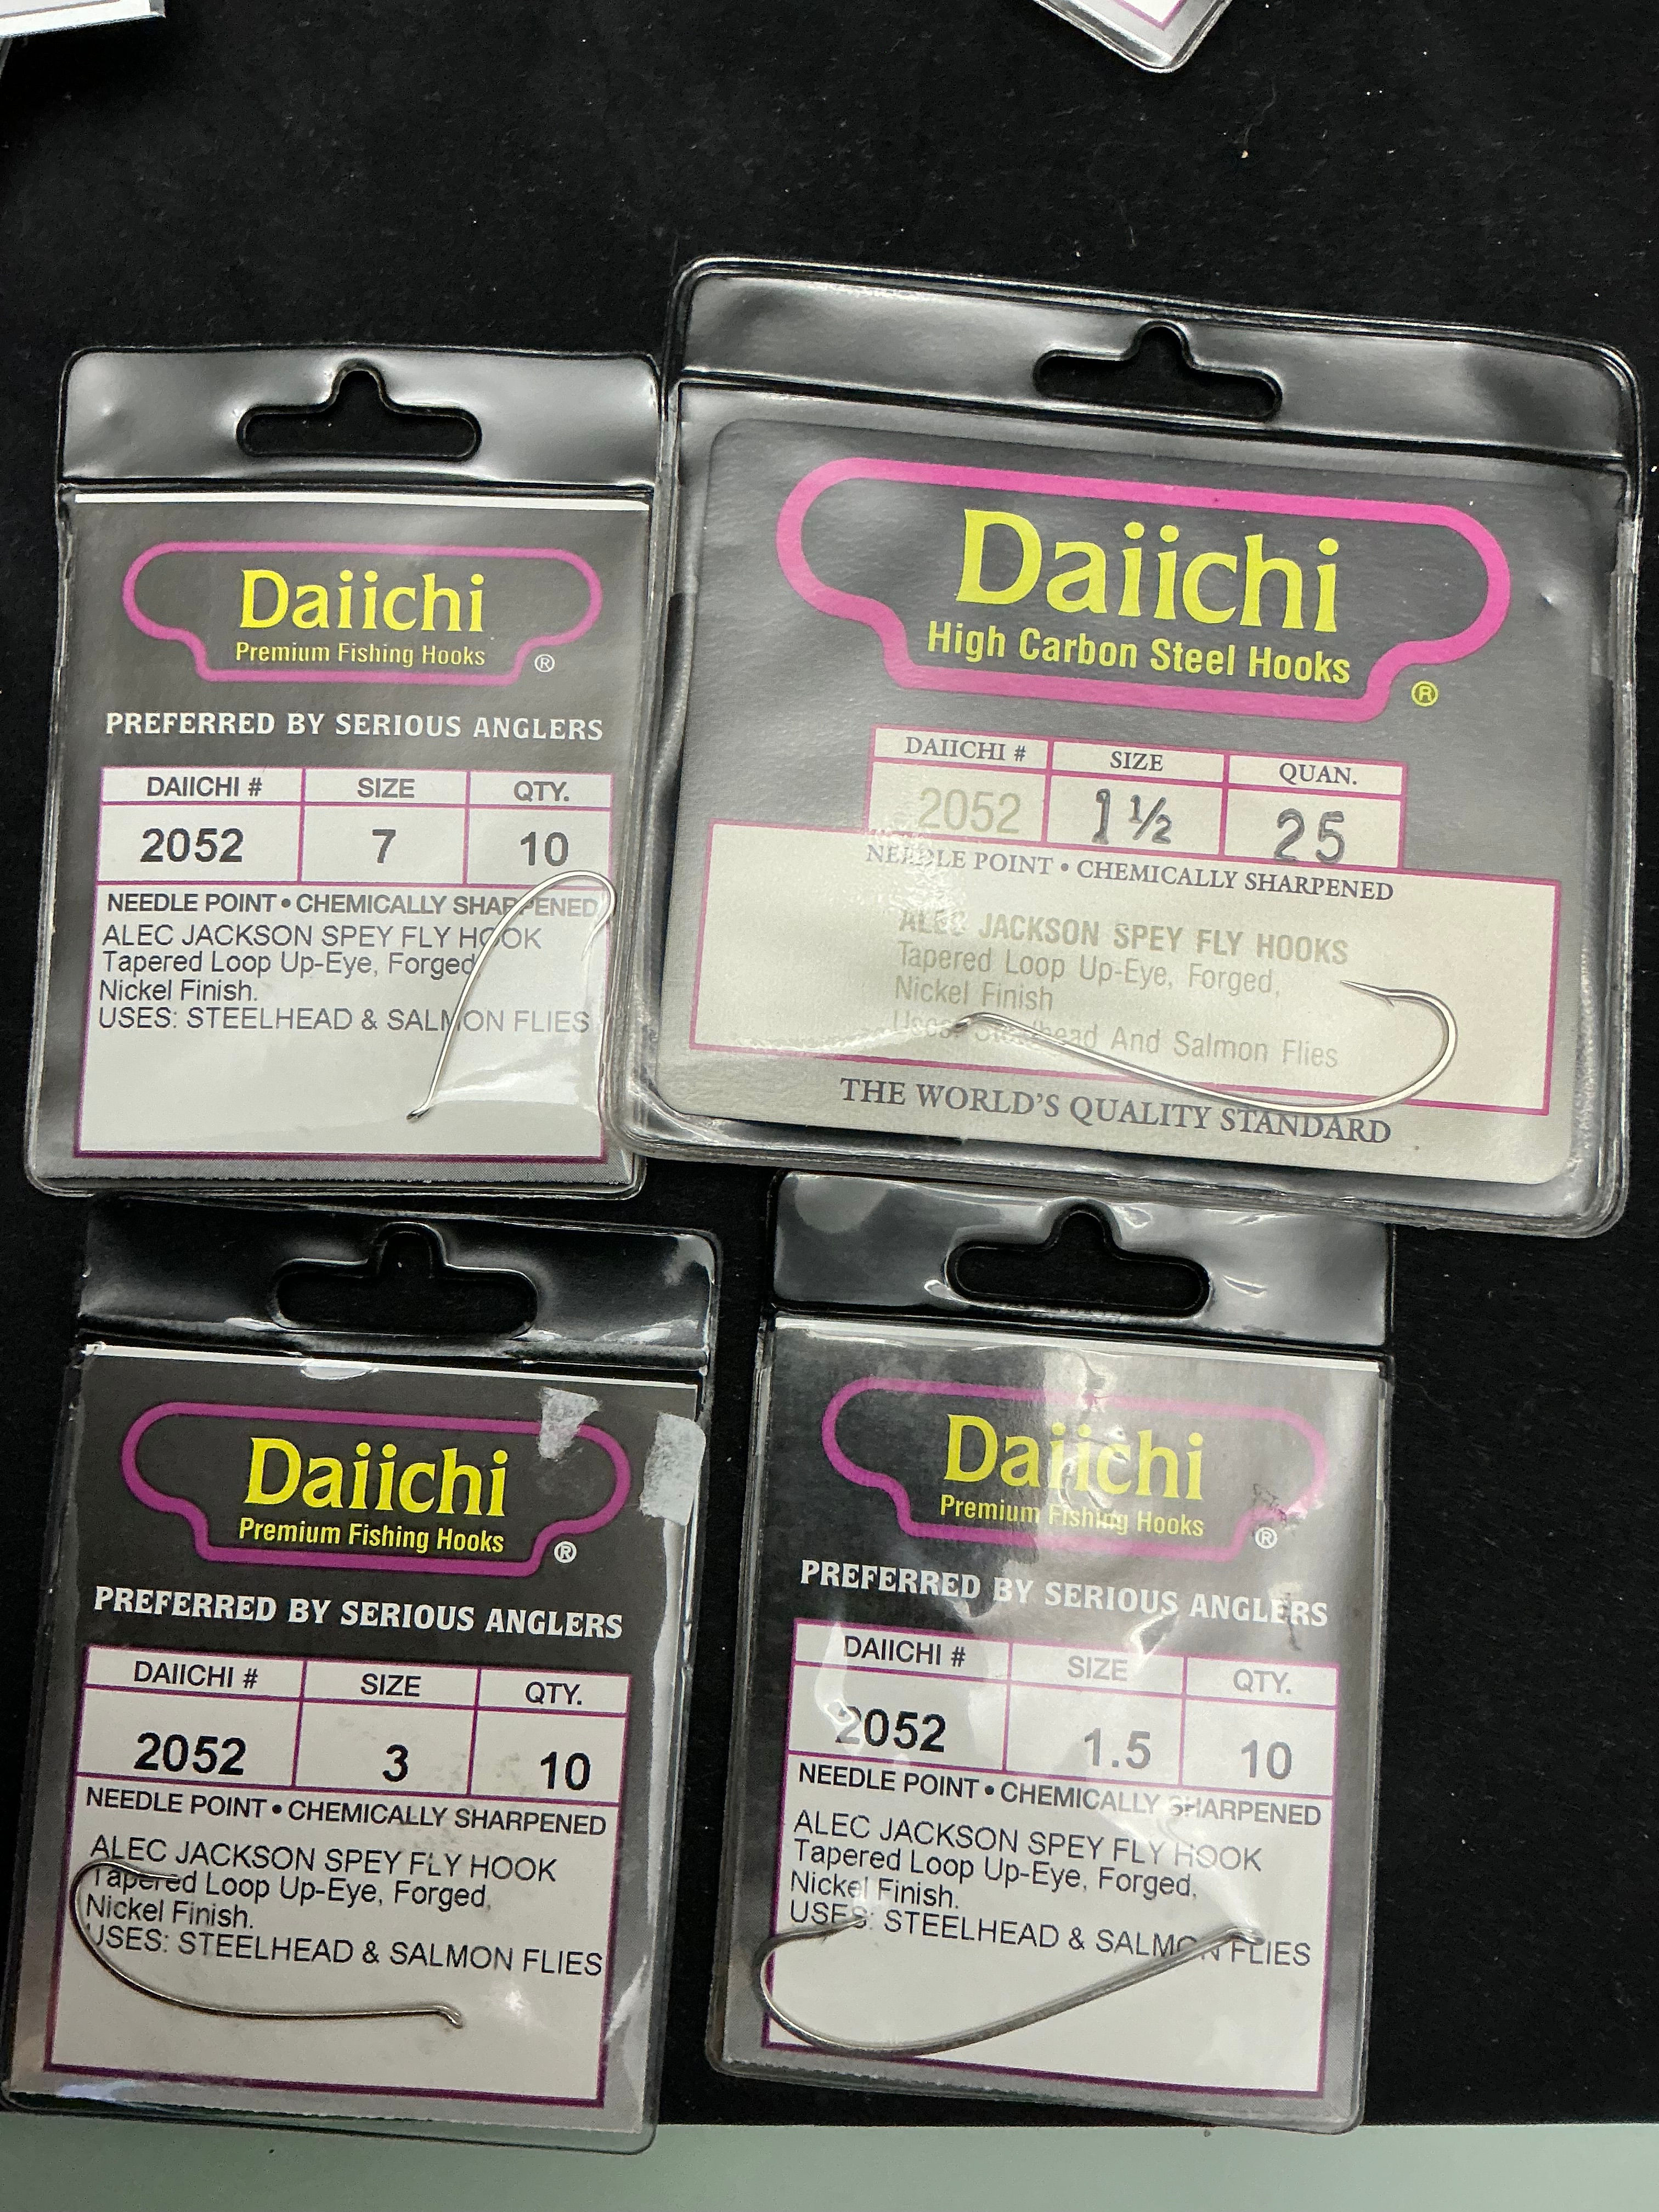 Daiichi
Premium Fishing Hooks ®
PREFERRED BY SERIOUS ANGLERS
DAIICHI # SIZE QTY.
2052 7 10
NEEDLE POINT • CHEMICALLY SHARPENED
ALEC JACKSON SPEY FLY HOOK
Tapered Loop Up-Eye, Forged
Nickel Finish.
USES: STEELHEAD & SALMON FLIES
Daiichi
High Carbon Steel Hooks ®
DAIICHI # SIZE QUAN.
2052 1 ½ 25
NEEDLE POINT • CHEMICALLY SHARPENED
ALEC JACKSON SPEY FLY HOOKS
Tapered Loop Up-Eye, Forged,
Nickel Finish
Uses: Steelhead And Salmon Flies
THE WORLD'S QUALITY STANDARD
Daiichi
Premium Fishing Hooks ®
PREFERRED BY SERIOUS ANGLERS
DAIICHI # SIZE QTY.
2052 3 10
NEEDLE POINT • CHEMICALLY SHARPENED
ALEC JACKSON SPEY FLY HOOK
Tapered Loop Up-Eye, Forged,
Nickel Finish.
USES: STEELHEAD & SALMON FLIES
Daiichi
Premium Fishing Hooks ®
PREFERRED BY SERIOUS ANGLERS
DAIICHI # SIZE QTY.
2052 1.5 10
NEEDLE POINT • CHEMICALLY SHARPENED
ALEC JACKSON SPEY FLY HOOK
Tapered Loop Up-Eye, Forged,
Nickel Finish.
USES: STEELHEAD & SALMON FLIES